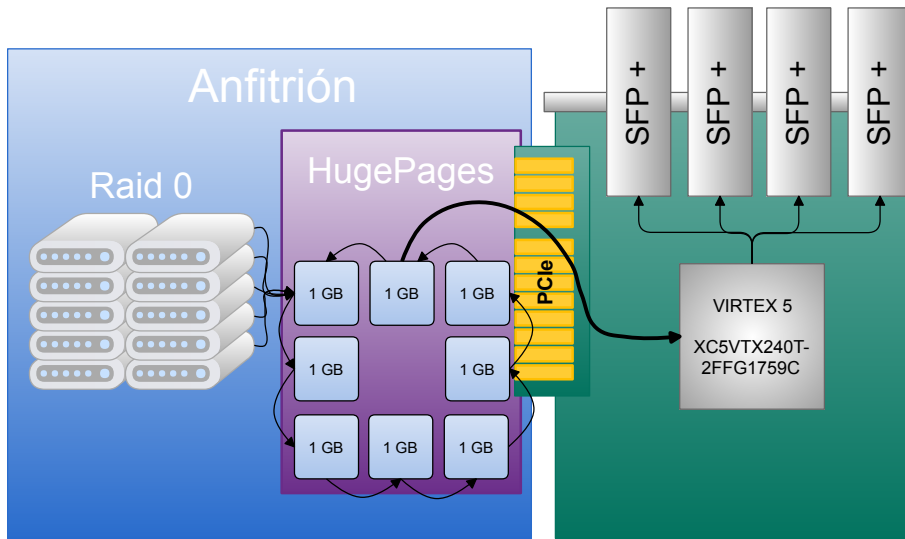 Anfitrión
Raid 0
HugePages
1 GB
1 GB
1 GB
1 GB
1 GB
1 GB
1 GB
1 GB
PCIe
SFP +
SFP +
SFP +
SFP +
VIRTEX 5
XC5VTX240T-
2FFG1759C